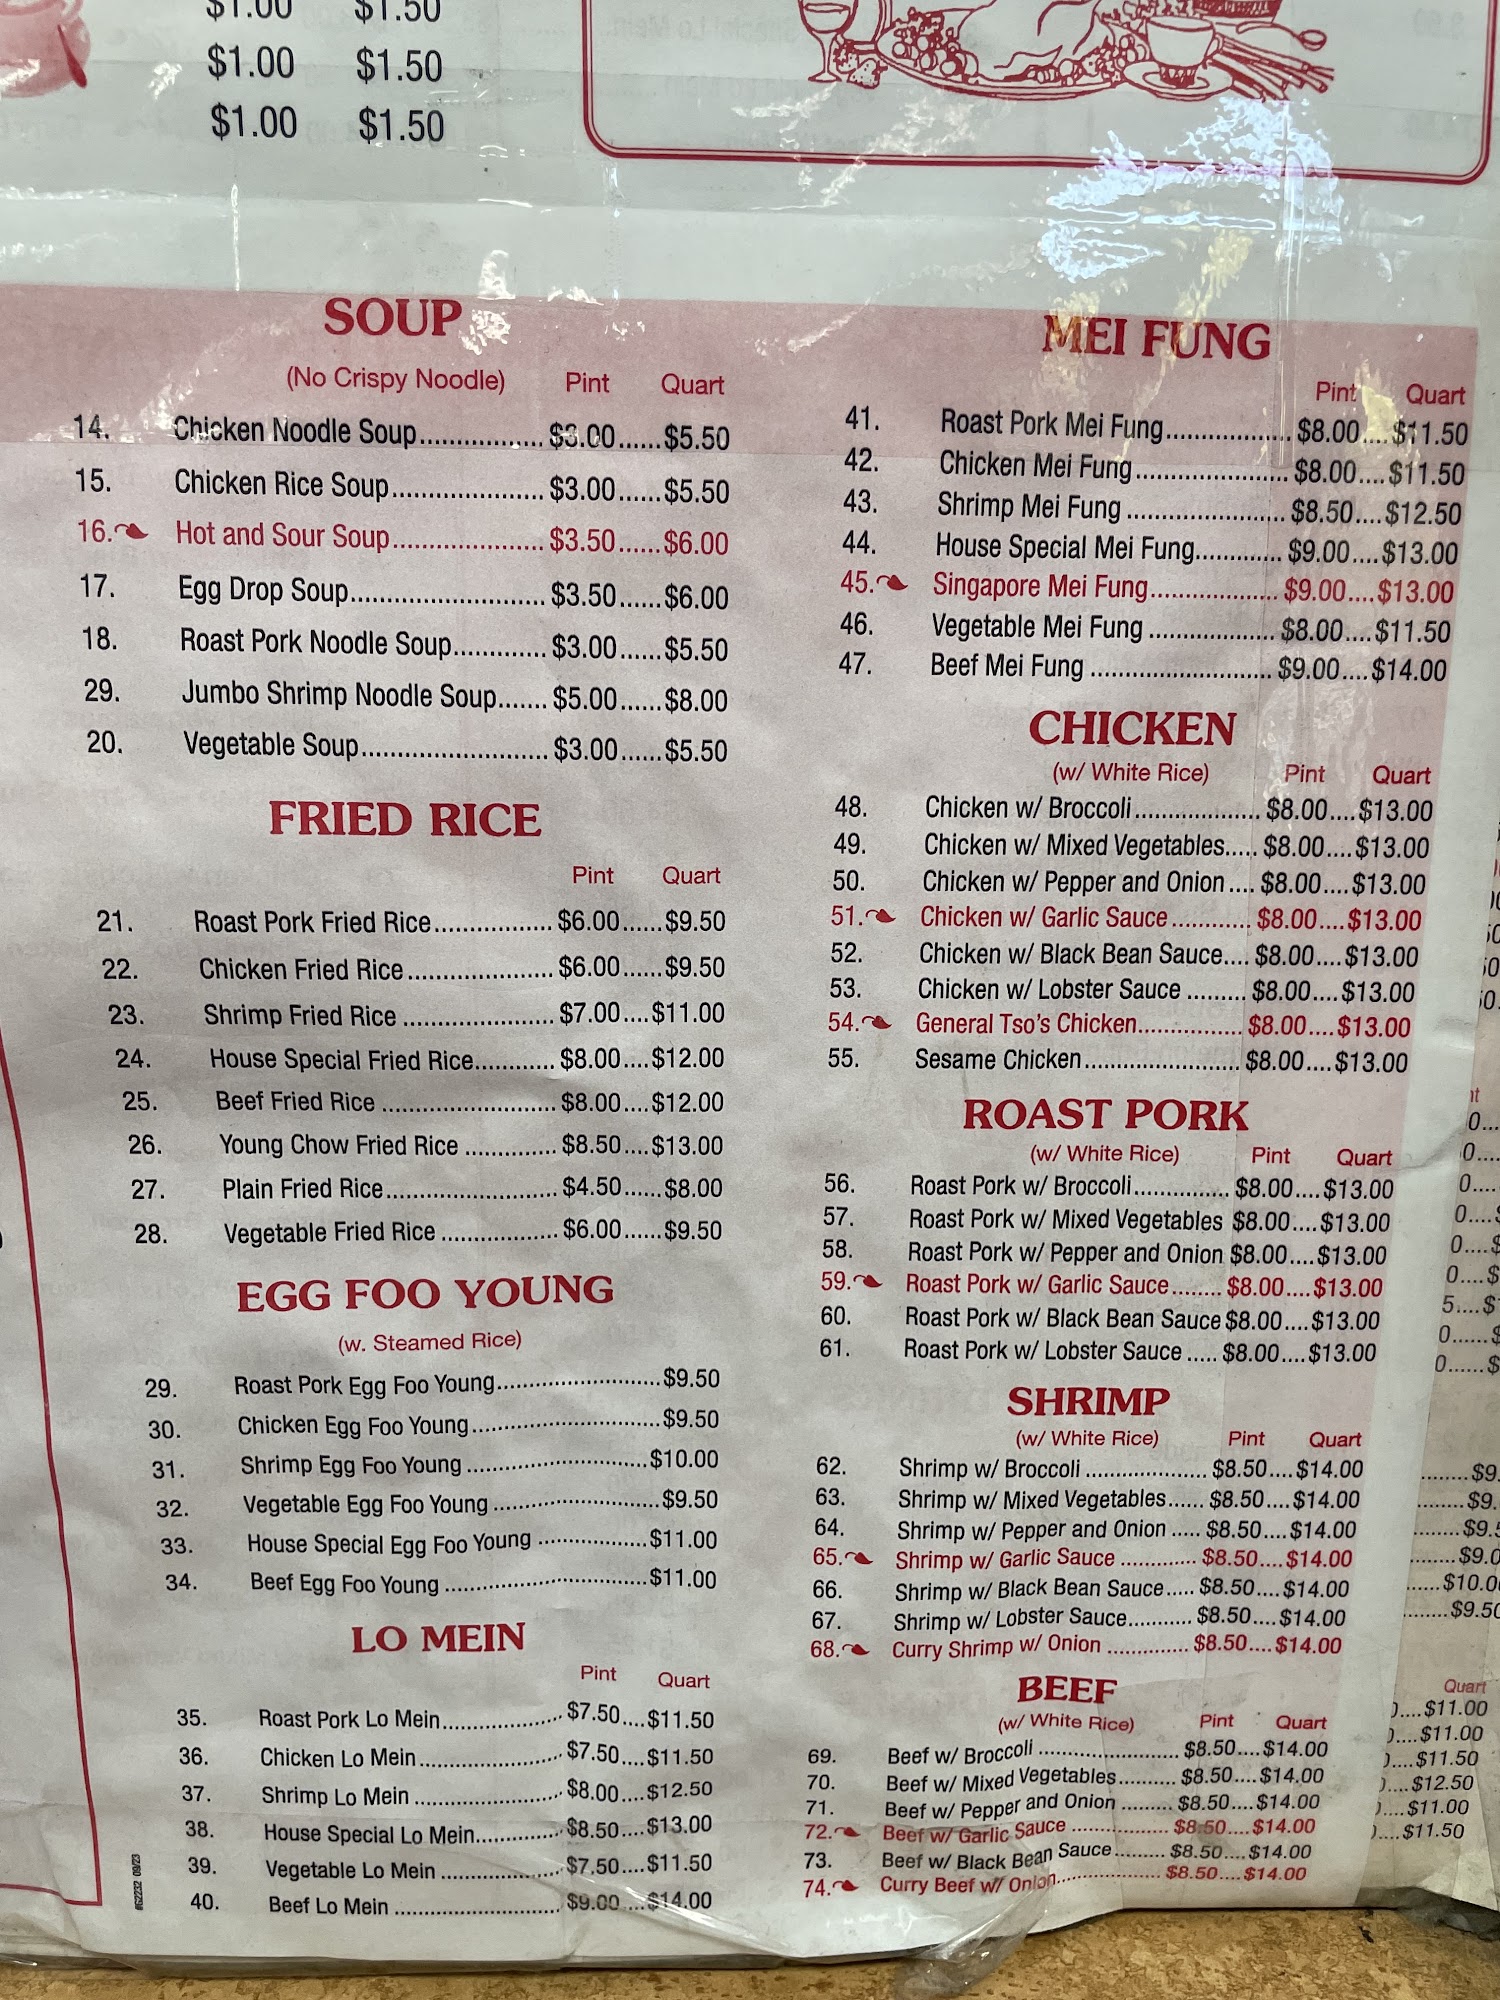 $1.00 $1.50
$1.00 $1.50
$1.00 $1.50
SOUP
(No Crispy Noodle) Pint Quart
14. Chicken Noodle Soup.................. $3.00......$5.50
15. Chicken Rice Soup...................... $3.00......$5.50
16. Hot and Sour Soup...................... $3.50......$6.00
17. Egg Drop Soup............................ $3.50......$6.00
18. Roast Pork Noodle Soup............. $3.00......$5.50
29. Jumbo Shrimp Noodle Soup....... $5.00......$8.00
20. Vegetable Soup........................... $3.00......$5.50
FRIED RICE
Pint Quart
21. Roast Pork Fried Rice................. $6.00......$9.50
22. Chicken Fried Rice..................... $6.00......$9.50
23. Shrimp Fried Rice ...................... $7.00....$11.00
24. House Special Fried Rice............ $8.00....$12.00
25. Beef Fried Rice ......................... $8.00....$12.00
26. Young Chow Fried Rice ............. $8.50....$13.00
27. Plain Fried Rice......................... $4.50......$8.00
28. Vegetable Fried Rice ................. $6.00......$9.50
EGG FOO YOUNG
(w. Steamed Rice)
29. Roast Pork Egg Foo Young........................$9.50
30. Chicken Egg Foo Young............................$9.50
31. Shrimp Egg Foo Young ...........................$10.00
32. Vegetable Egg Foo Young ........................$9.50
33. House Special Egg Foo Young ................$11.00
34. Beef Egg Foo Young ..............................$11.00
LO MEIN
Pint Quart
35. Roast Pork Lo Mein.................. $7.50....$11.50
36. Chicken Lo Mein ...................... $7.50....$11.50
37. Shrimp Lo Mein ....................... $8.00....$12.50
38. House Special Lo Mein............. $8.50....$13.00
39. Vegetable Lo Mein ................... $7.50....$11.50
40. Beef Lo Mein .......................... $9.00....$14.00
MEI FUNG
Pint Quart
41. Roast Pork Mei Fung.................. $8.00....$11.50
42. Chicken Mei Fung...................... $8.00....$11.50
43. Shrimp Mei Fung ....................... $8.50....$12.50
44. House Special Mei Fung............. $9.00....$13.00
45. Singapore Mei Fung................... $9.00....$13.00
46. Vegetable Mei Fung ................... $8.00....$11.50
47. Beef Mei Fung ........................... $9.00....$14.00
CHICKEN
(w/ White Rice) Pint Quart
48. Chicken w/ Broccoli................... $8.00....$13.00
49. Chicken w/ Mixed Vegetables..... $8.00....$13.00
50. Chicken w/ Pepper and Onion .... $8.00....$13.00
51. Chicken w/ Garlic Sauce ............ $8.00....$13.00
52. Chicken w/ Black Bean Sauce.... $8.00....$13.00
53. Chicken w/ Lobster Sauce ......... $8.00....$13.00
54. General Tso's Chicken................ $8.00....$13.00
55. Sesame Chicken........................ $8.00....$13.00
ROAST PORK
(w/ White Rice) Pint Quart
56. Roast Pork w/ Broccoli............... $8.00....$13.00
57. Roast Pork w/ Mixed Vegetables $8.00....$13.00
58. Roast Pork w/ Pepper and Onion $8.00....$13.00
59. Roast Pork w/ Garlic Sauce........ $8.00....$13.00
60. Roast Pork w/ Black Bean Sauce $8.00....$13.00
61. Roast Pork w/ Lobster Sauce ..... $8.00....$13.00
SHRIMP
(w/ White Rice) Pint Quart
62. Shrimp w/ Broccoli .................... $8.50....$14.00
63. Shrimp w/ Mixed Vegetables...... $8.50....$14.00
64. Shrimp w/ Pepper and Onion ..... $8.50....$14.00
65. Shrimp w/ Garlic Sauce ............. $8.50....$14.00
66. Shrimp w/ Black Bean Sauce..... $8.50....$14.00
67. Shrimp w/ Lobster Sauce........... $8.50....$14.00
68. Curry Shrimp w/ Onion .............. $8.50....$14.00
BEEF
(w/ White Rice) Pint Quart
69. Beef w/ Broccoli ........................ $8.50....$14.00
70. Beef w/ Mixed Vegetables.......... $8.50....$14.00
71. Beef w/ Pepper and Onion ......... $8.50....$14.00
72. Beef w/ Garlic Sauce ................. $8.50....$14.00
73. Beef w/ Black Bean Sauce......... $8.50....$14.00
74. Curry Beef w/ Onion................... $8.50....$14.00
Quart
$11.00
$11.00
$11.50
$12.50
$11.00
$11.50